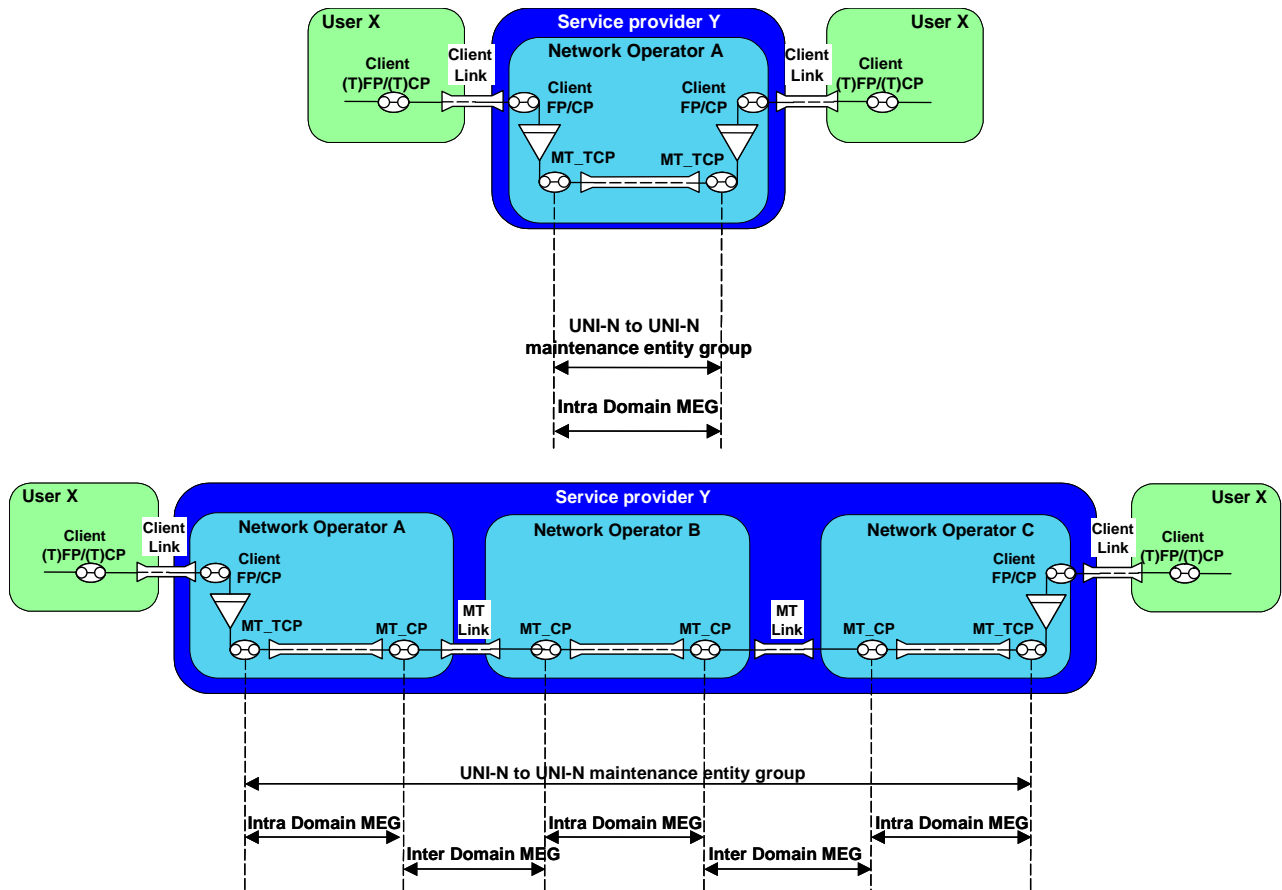 User X
Service provider Y
User X
Network Operator A
Client
Link
Client
Link
Client
(T)FP/(T)CP
Client
FP/CP
Client
FP/CP
Client
(T)FP/(T)CP
MT_TCP
MT_TCP
UNI-N to UNI-N
maintenance entity group
Intra Domain MEG
User X
Service provider Y
User X
Network Operator A
Network Operator B
Network Operator C
Client
Link
Client
Link
Client
(T)FP/(T)CP
Client
FP/CP
Client
FP/CP
Client
(T)FP/(T)CP
MT_TCP
MT_CP
MT
Link
MT_CP
MT_CP
MT
Link
MT_CP
MT_TCP
UNI-N to UNI-N maintenance entity group
Intra Domain MEG
Intra Domain MEG
Intra Domain MEG
Inter Domain MEG
Inter Domain MEG